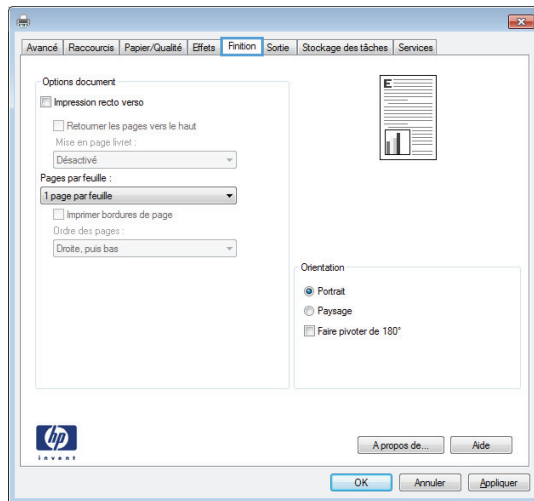 Avancé Raccourcis Papier/Qualité Effets Finition Sortie Stockage des tâches Services
Options document
Impression recto verso
Retourner les pages vers le haut
Mise en page livret :
Désactivé
Pages par feuille :
1 page par feuille
Imprimer bordures de page
Ordre des pages :
Droite, puis bas
E
Orientation
Portrait
Paysage
Faire pivoter de 180°
hp
invent
A propos de... Aide
OK Annuler Appliquer